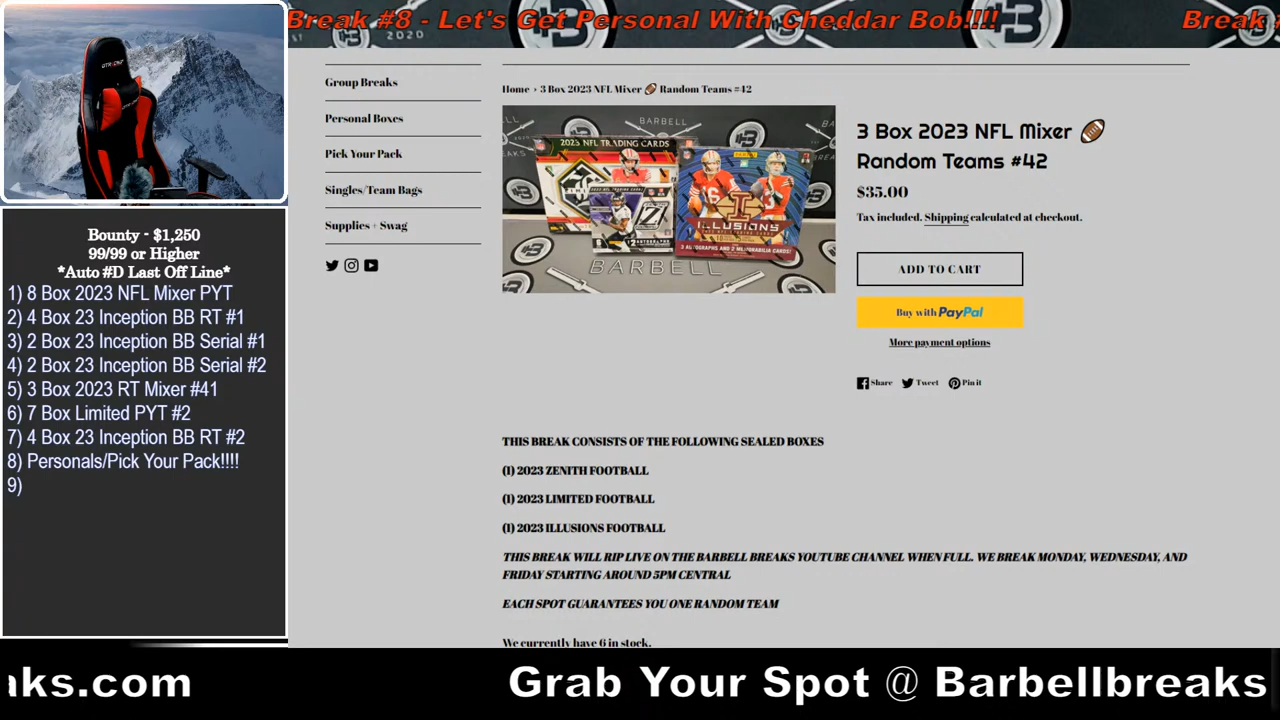 Break #8 - Let's Get Personal With Cheddar Bob!!!!
Break
Bounty - $1,250
99/99 or Higher
*Auto #D Last Off Line*
1) 8 Box 2023 NFL Mixer PYT
2) 4 Box 23 Inception BB RT #1
3) 2 Box 23 Inception BB Serial #1
4) 2 Box 23 Inception BB Serial #2
5) 3 Box 2023 RT Mixer #41
6) 7 Box Limited PYT #2
7) 4 Box 23 Inception BB RT #2
8) Personals/Pick Your Pack!!!!
9)
Group Breaks
Personal Boxes
Pick Your Pack
Singles/Team Bags
Supplies + Swag
Home › 3 Box 2023 NFL Mixer 🏈 Random Teams #42
BARBELL
2023 NFL TRADING CARDS
ILLUSIONS
3 AUTOGRAPHS AND 2 MEMORABILIA CARDS!
BARBELL
3 Box 2023 NFL Mixer 🏈
Random Teams #42
$35.00
Tax included. Shipping calculated at checkout.
ADD TO CART
Buy with PayPal
More payment options
Share Tweet Pin it
THIS BREAK CONSISTS OF THE FOLLOWING SEALED BOXES
(1) 2023 ZENITH FOOTBALL
(1) 2023 LIMITED FOOTBALL
(1) 2023 ILLUSIONS FOOTBALL
THIS BREAK WILL RIP LIVE ON THE BARBELL BREAKS YOUTUBE CHANNEL WHEN FULL. WE BREAK MONDAY, WEDNESDAY, AND
FRIDAY STARTING AROUND 5PM CENTRAL
EACH SPOT GUARANTEES YOU ONE RANDOM TEAM
We currently have 6 in stock.
aks.com Grab Your Spot @ Barbellbreaks